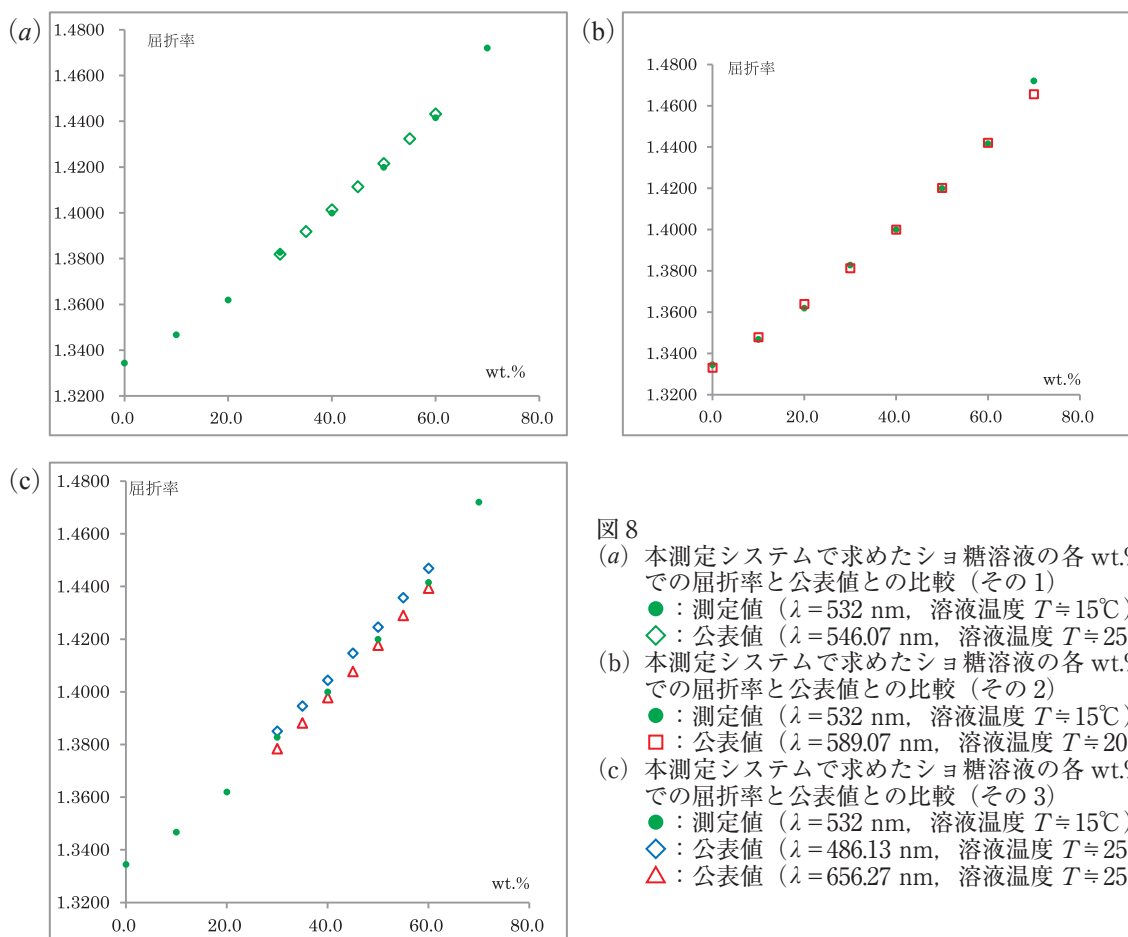 (a)
屈折率
1.4800
1.4600
1.4400
1.4200
1.4000
1.3800
1.3600
1.3400
1.3200
wt.%
0.0 20.0 40.0 60.0 80.0
(b)
屈折率
1.4800
1.4600
1.4400
1.4200
1.4000
1.3800
1.3600
1.3400
1.3200
wt.%
0.0 20.0 40.0 60.0 80.0
(c)
屈折率
1.4800
1.4600
1.4400
1.4200
1.4000
1.3800
1.3600
1.3400
1.3200
wt.%
0.0 20.0 40.0 60.0 80.0
図8
(a) 本測定システムで求めたショ糖溶液の各 wt.%
での屈折率と公表値との比較（その1）
●：測定値（λ=532 nm，溶液温度 T≒15℃）
◇：公表値（λ=546.07 nm，溶液温度 T≒25
(b) 本測定システムで求めたショ糖溶液の各 wt.%
での屈折率と公表値との比較（その2）
●：測定値（λ=532 nm，溶液温度 T≒15℃）
□：公表値（λ=589.07 nm，溶液温度 T≒20
(c) 本測定システムで求めたショ糖溶液の各 wt.%
での屈折率と公表値との比較（その3）
●：測定値（λ=532 nm，溶液温度 T≒15℃）
◇：公表値（λ=486.13 nm，溶液温度 T≒25
△：公表値（λ=656.27 nm，溶液温度 T≒25